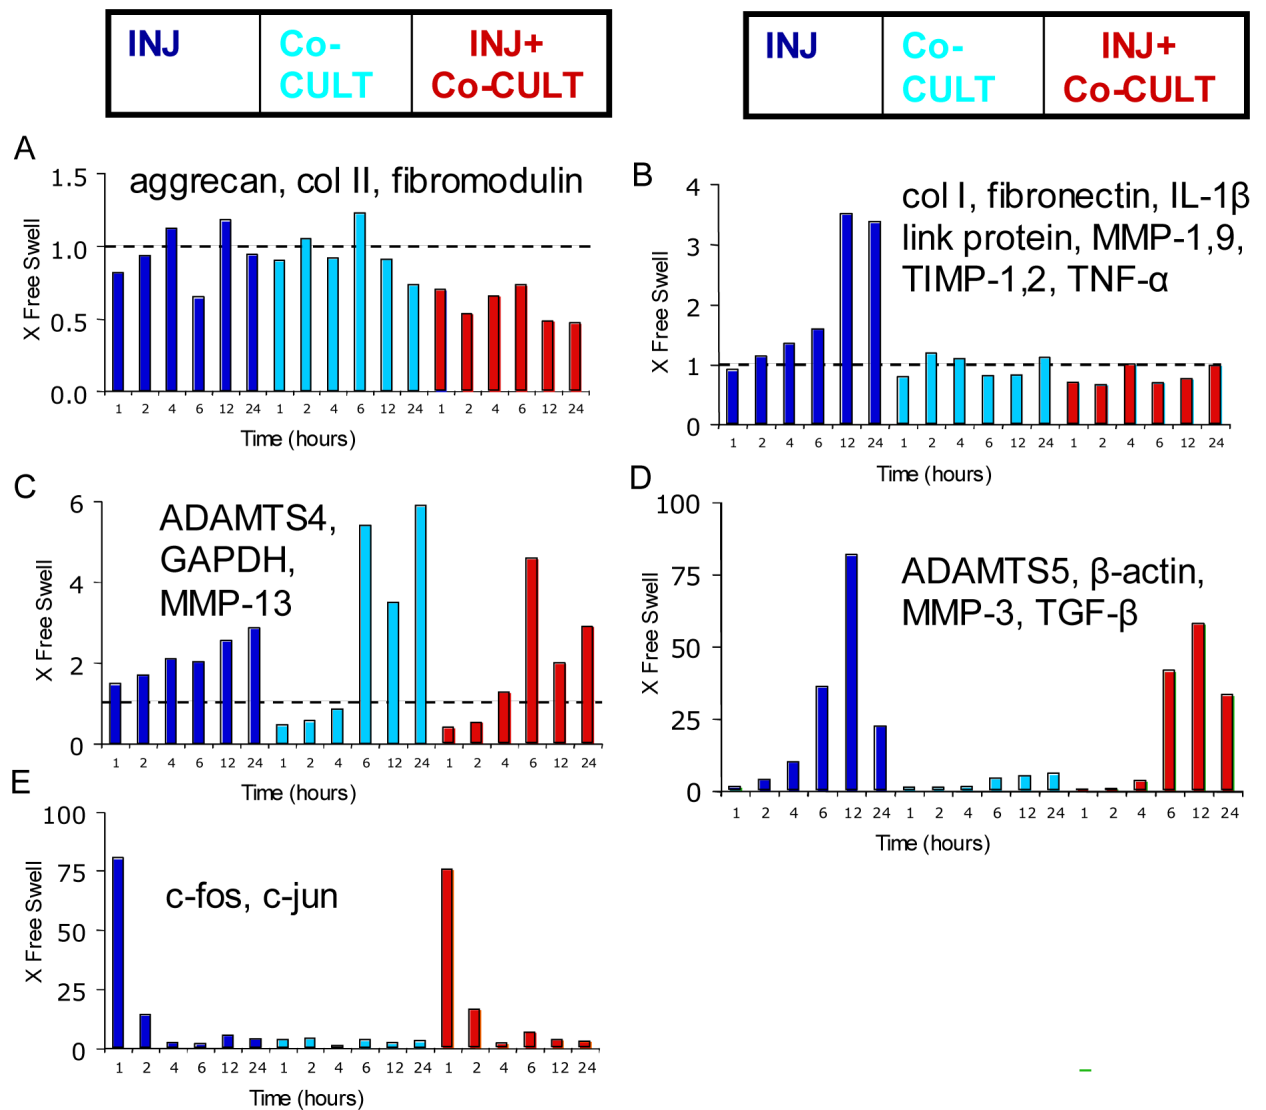 INJ
Co-
CULT
INJ+
Co-CULT
INJ
Co-
CULT
INJ+
Co-CULT
A
aggrecan, col II, fibromodulin
X Free Swell
1.5
1.0
0.5
0.0
1 2 4 6 12 24 1 2 4 6 12 24 1 2 4 6 12 24
Time (hours)
B
col I, fibronectin, IL-1β
link protein, MMP-1,9,
TIMP-1,2, TNF-α
X Free Swell
4
3
2
1
0
1 2 4 6 12 24 1 2 4 6 12 24 1 2 4 6 12 24
Time (hours)
C
ADAMTS4,
GAPDH,
MMP-13
X Free Swell
6
4
2
0
1 2 4 6 12 24 1 2 4 6 12 24 1 2 4 6 12 24
Time (hours)
D
ADAMTS5, β-actin,
MMP-3, TGF-β
X Free Swell
100
75
50
25
0
1 2 4 6 12 24 1 2 4 6 12 24 1 2 4 6 12 24
Time (hours)
E
c-fos, c-jun
X Free Swell
100
75
50
25
0
1 2 4 6 12 24 1 2 4 6 12 24 1 2 4 6 12 24
Time (hours)